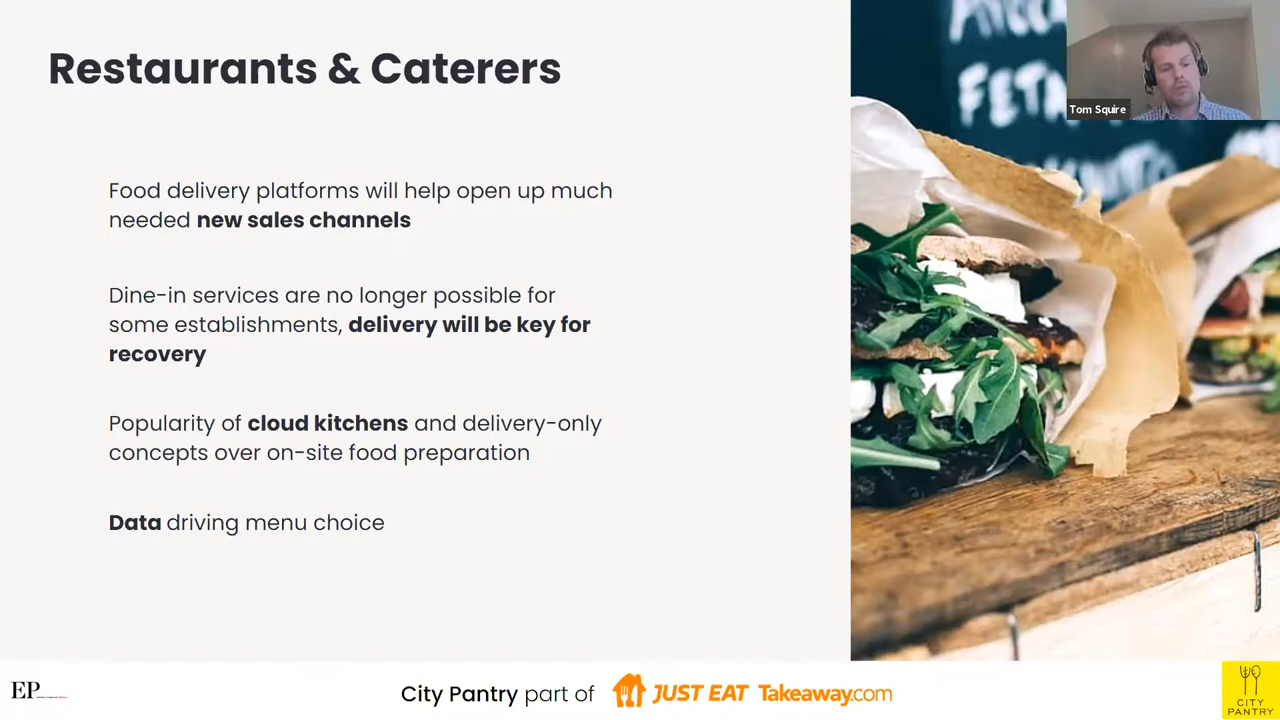 Restaurants & Caterers
Tom Squire
FETA
Food delivery platforms will help open up much
needed new sales channels
Dine-in services are no longer possible for
some establishments, delivery will be key for
recovery
Popularity of cloud kitchens and delivery-only
concepts over on-site food preparation
Data driving menu choice
EP
City Pantry part of JUST EAT Takeaway.com
CITY
PANTRY